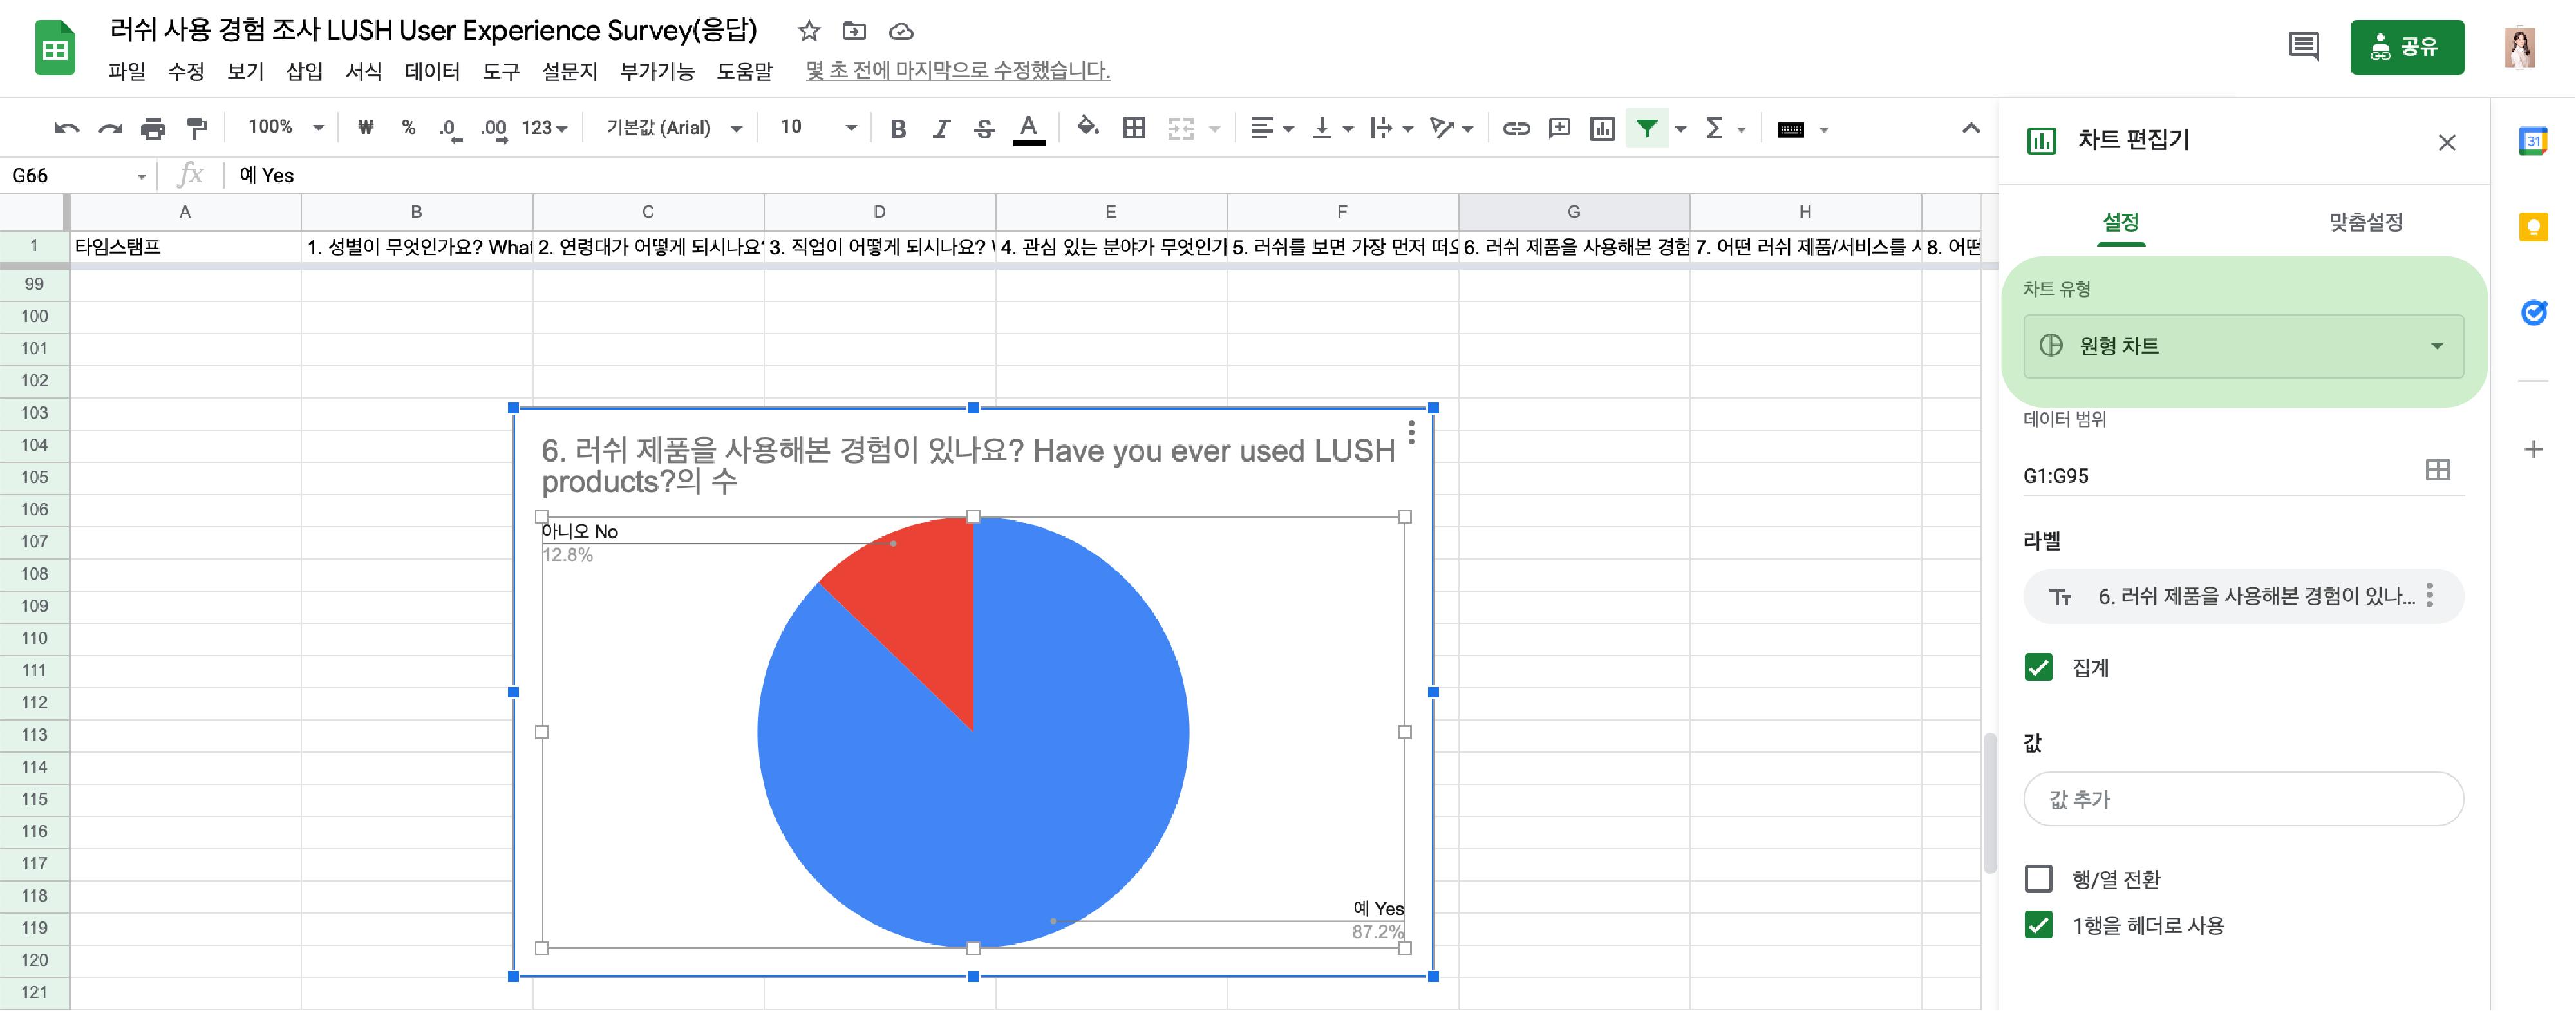 러쉬 사용 경험 조사 LUSH User Experience Survey(응답)
파일 수정 보기 삽입 서식 데이터 도구 설문지 부가기능 도움말 몇 초 전에 마지막으로 수정했습니다.
공유
100% ₩ % .0 .00 123 기본값 (Arial) 10 B I S A Σ
G66 fx 예 Yes
A B C D E F G H
1 타임스탬프 1. 성별이 무엇인가요? What 2. 연령대가 어떻게 되시나요? 3. 직업이 어떻게 되시나요? 4. 관심 있는 분야가 무엇인가 5. 러쉬를 보면 가장 먼저 떠오 6. 러쉬 제품을 사용해본 경험 7. 어떤 러쉬 제품/서비스를 8. 어떤
99
100
101
102
103
104
105
106
107
108
109
110
111
112
113
114
115
116
117
118
119
120
121
6. 러쉬 제품을 사용해본 경험이 있나요? Have you ever used LUSH
products?의 수
아니오 No
12.8%
예 Yes
87.2%
차트 편집기
설정 맞춤설정
차트 유형
원형 차트
데이터 범위
G1:G95
라벨
Tт 6. 러쉬 제품을 사용해본 경험이 있나...
집계
값
값 추가
행/열 전환
1행을 헤더로 사용
31